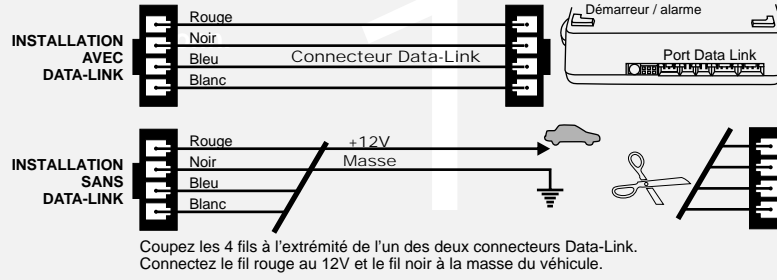 Démarreur / alarme
Rouge
Noir
Bleu
Blanc
INSTALLATION
AVEC
DATA-LINK
Connecteur Data-Link
Port Data Link
1
Rouge
Noir
Bleu
Blanc
INSTALLATION
SANS
DATA-LINK
+12V
Masse
Coupez les 4 fils à l’extrémité de l’un des deux connecteurs Data-Link.
Connectez le fil rouge au 12V et le fil noir à la masse du véhicule.